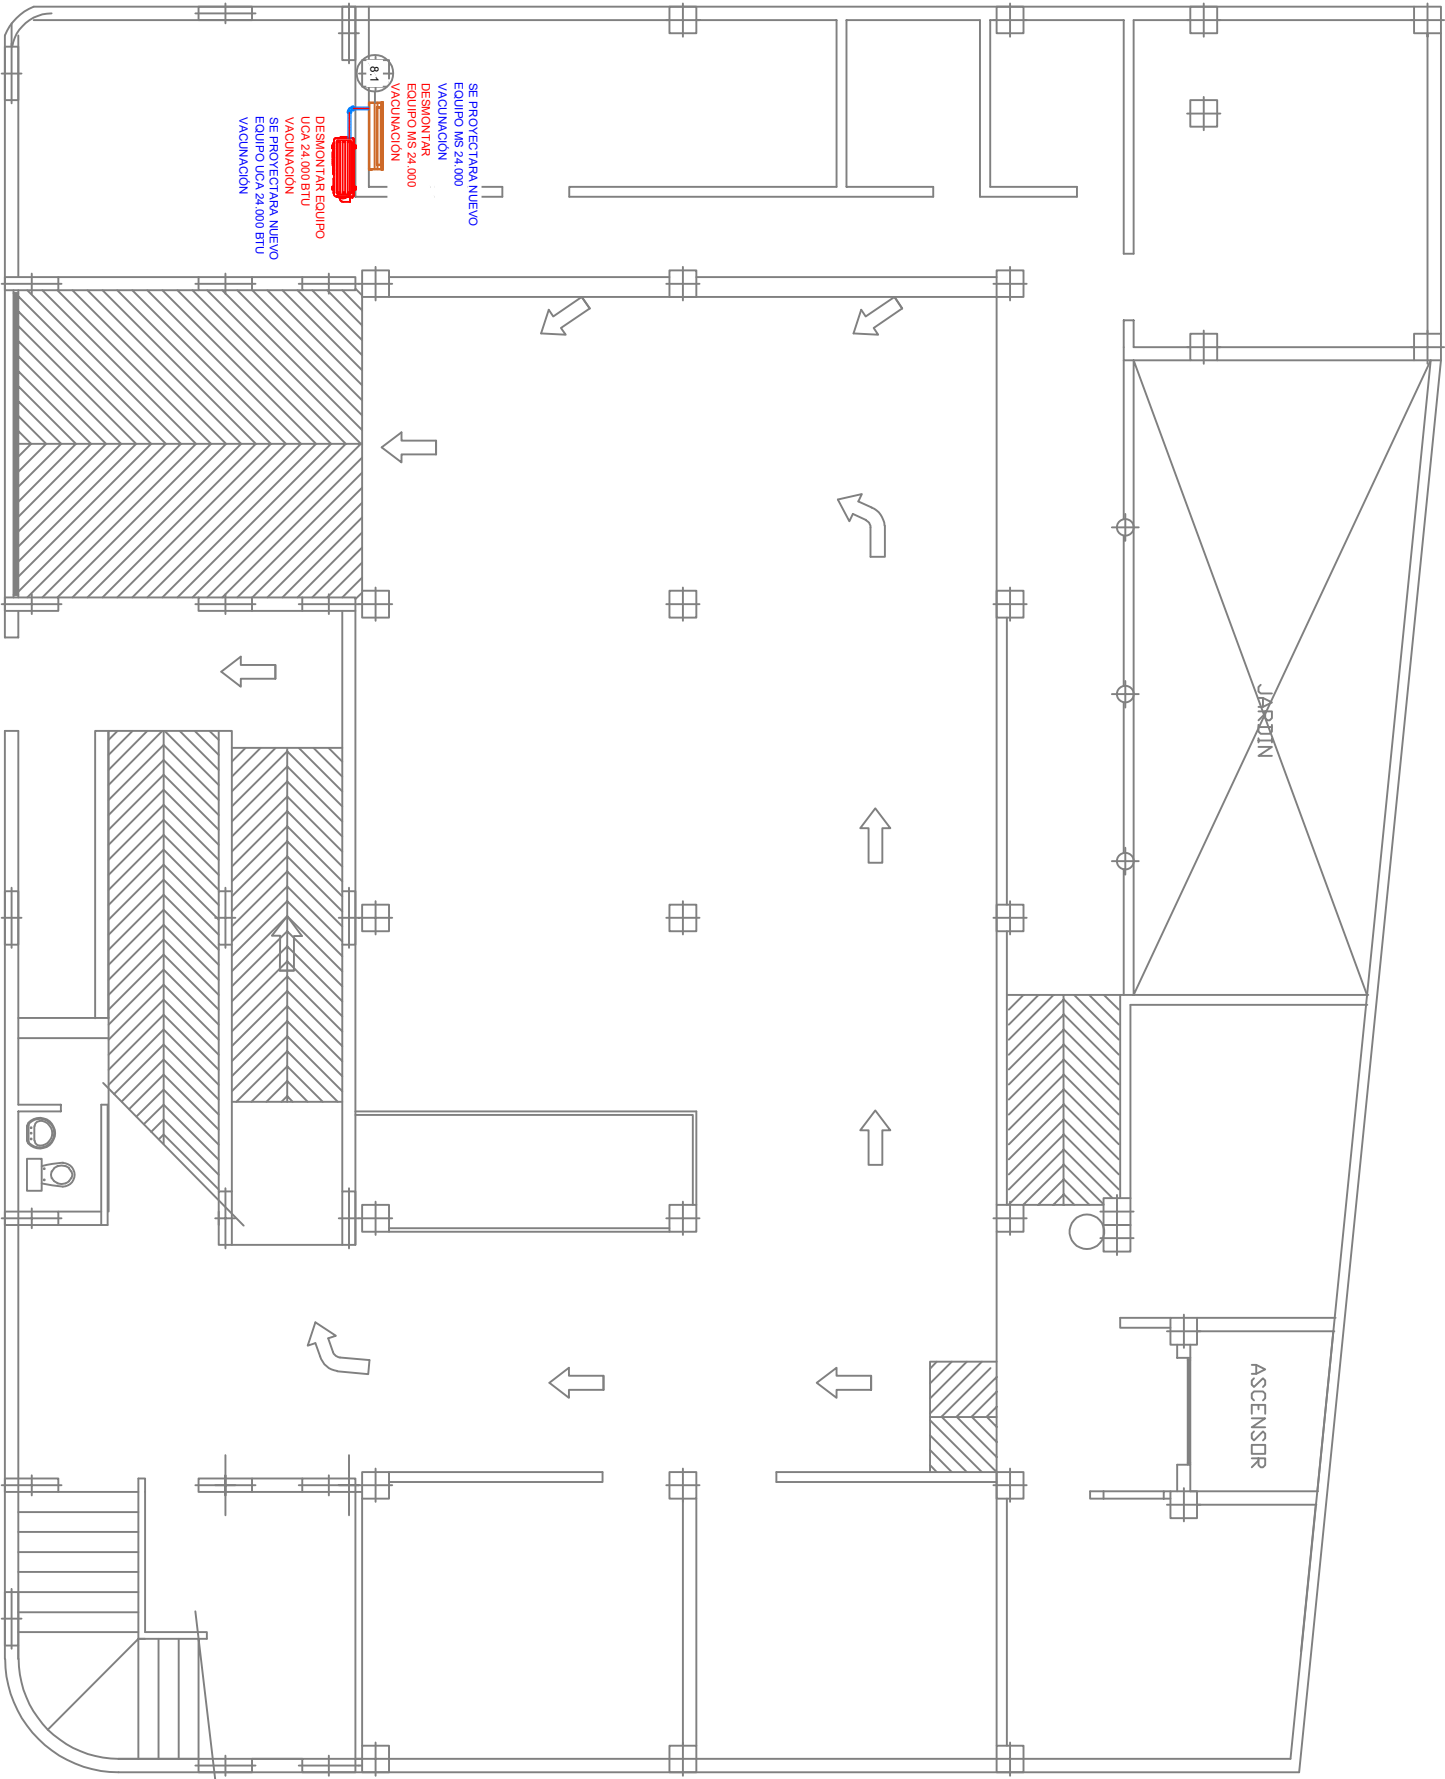 8.1
SE PROYECTARA NUEVO
EQUIPO MS 24.000
VACUNACIÓN
DESMONTAR
EQUIPO MS 24.000
VACUNACIÓN
DESMONTAR EQUIPO
UCA 24.000 BTU
VACUNACIÓN
SE PROYECTARA NUEVO
EQUIPO UCA 24.000 BTU
VACUNACIÓN
JARDIN
ASCENSOR